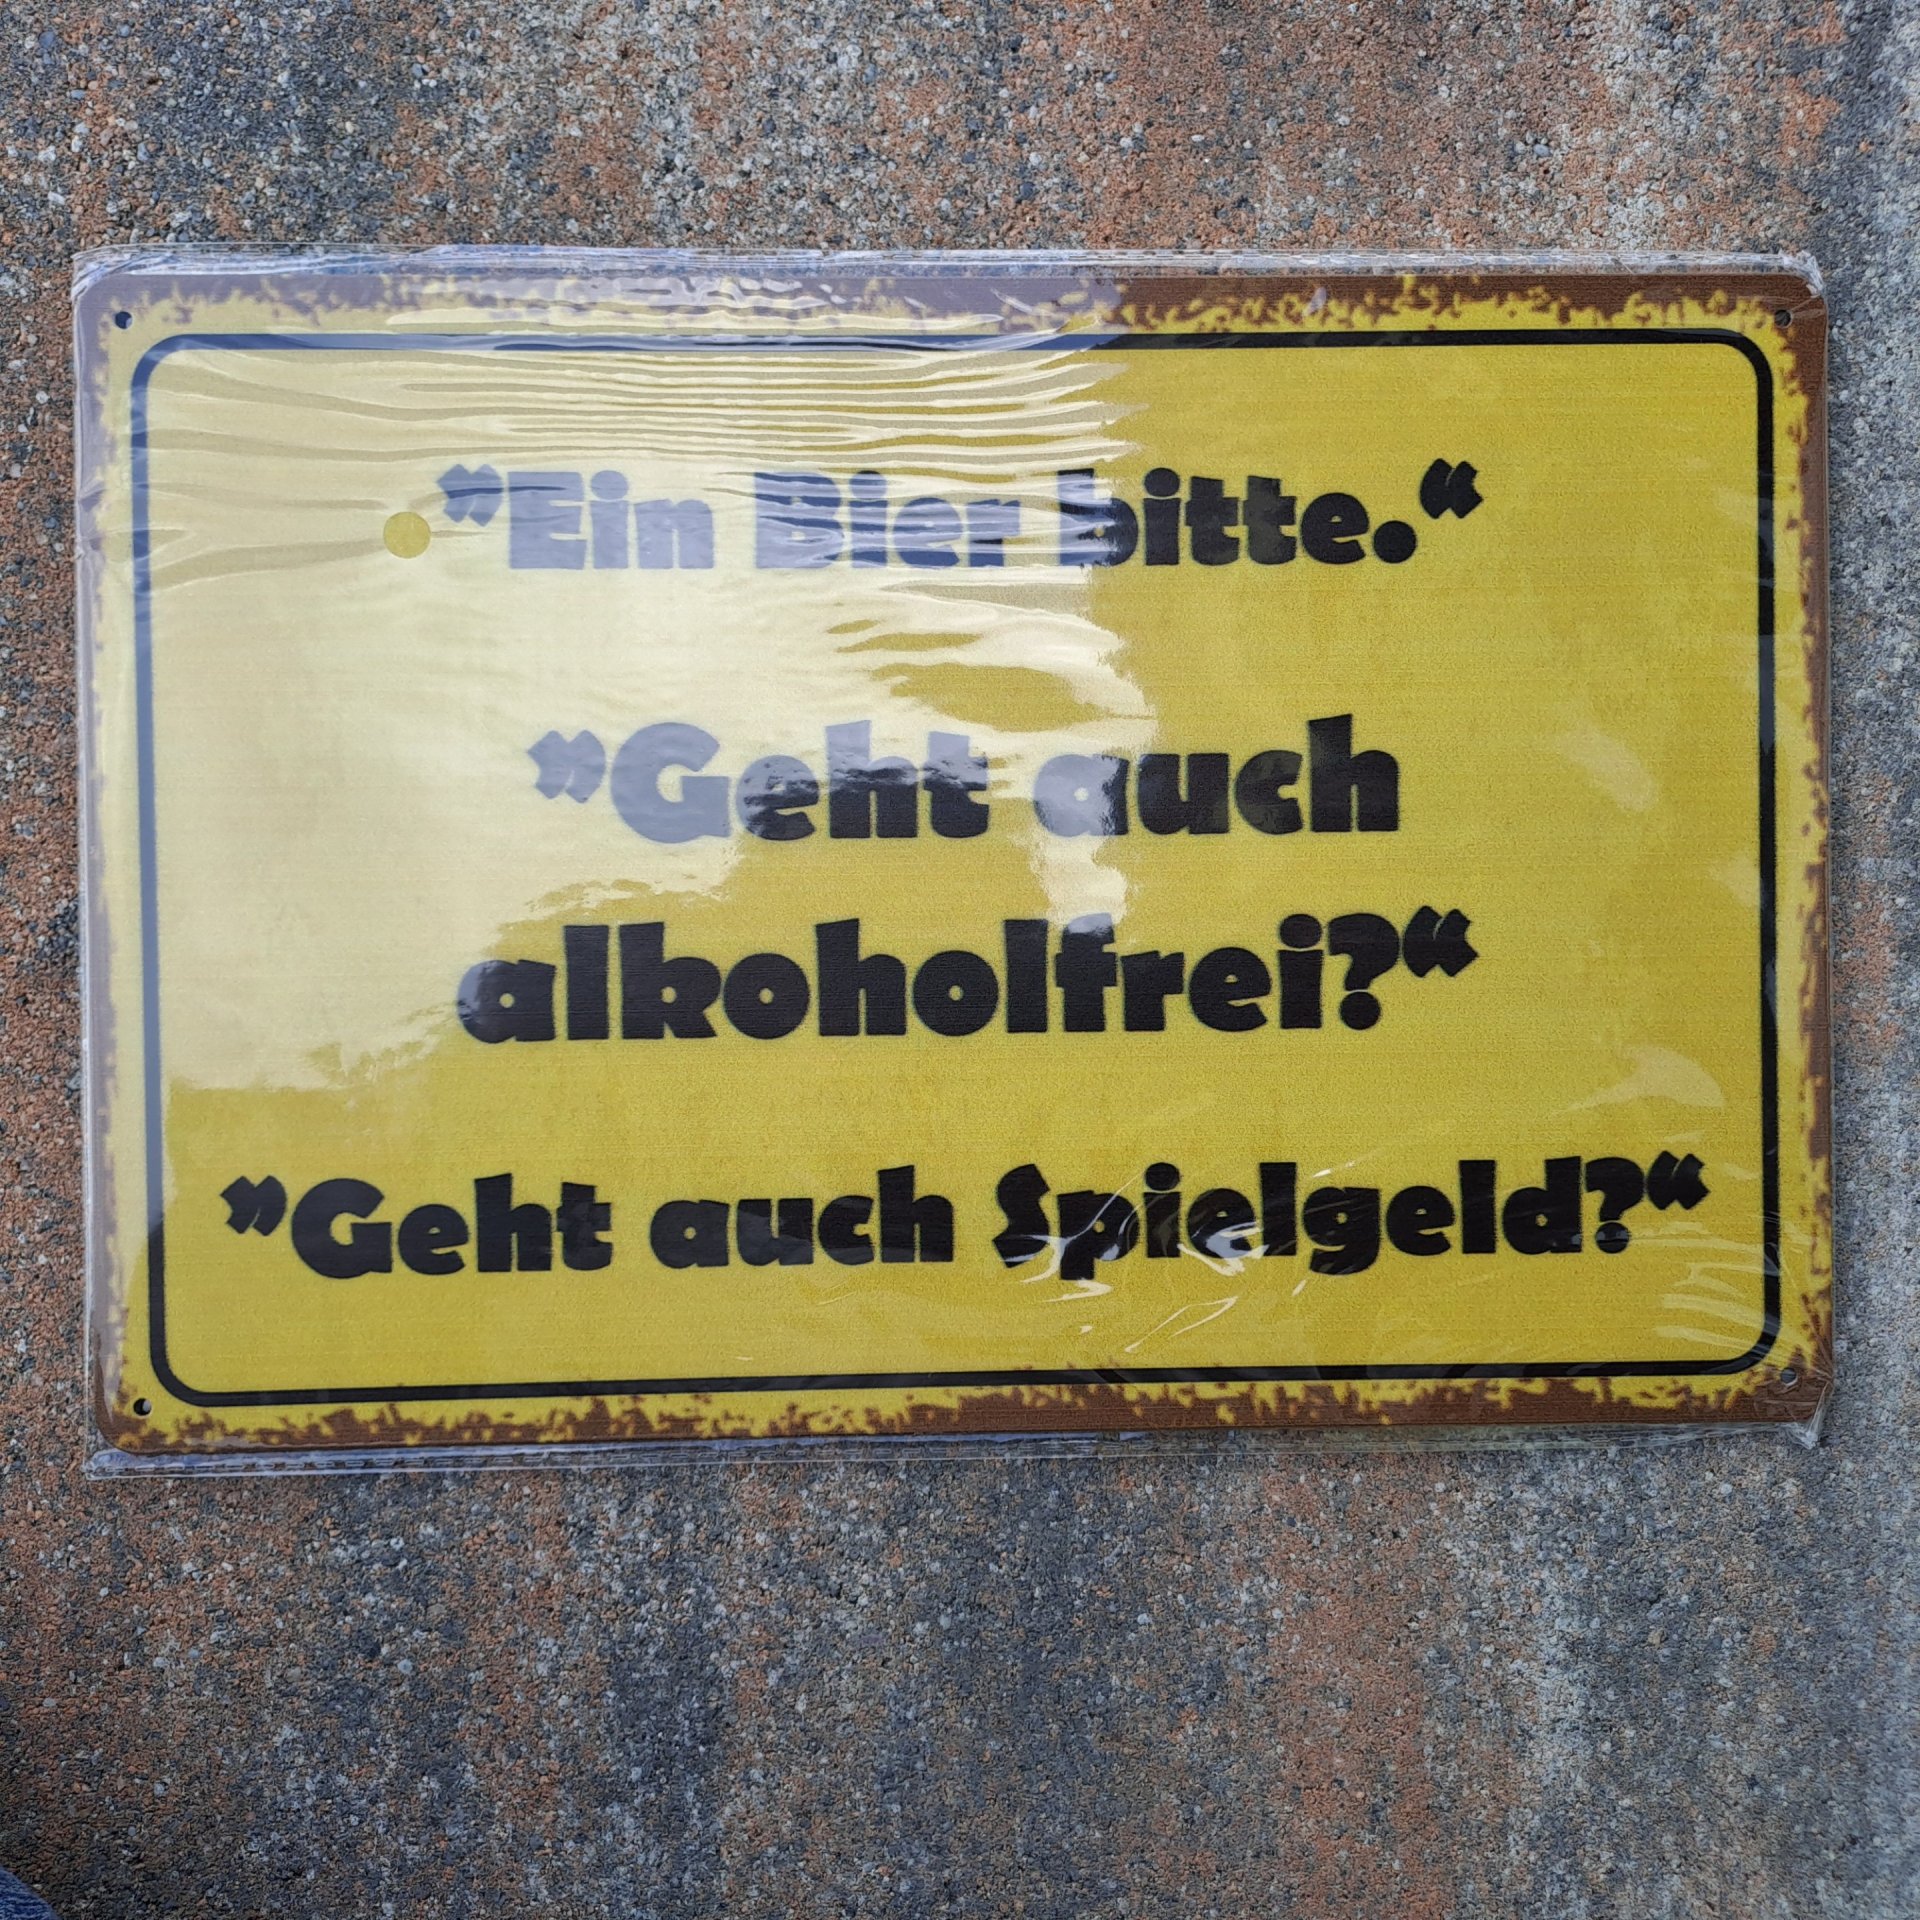 ”Ein Bier bitte.“
”Geht auch
alkoholfrei?“
”Geht auch Spielgeld?“